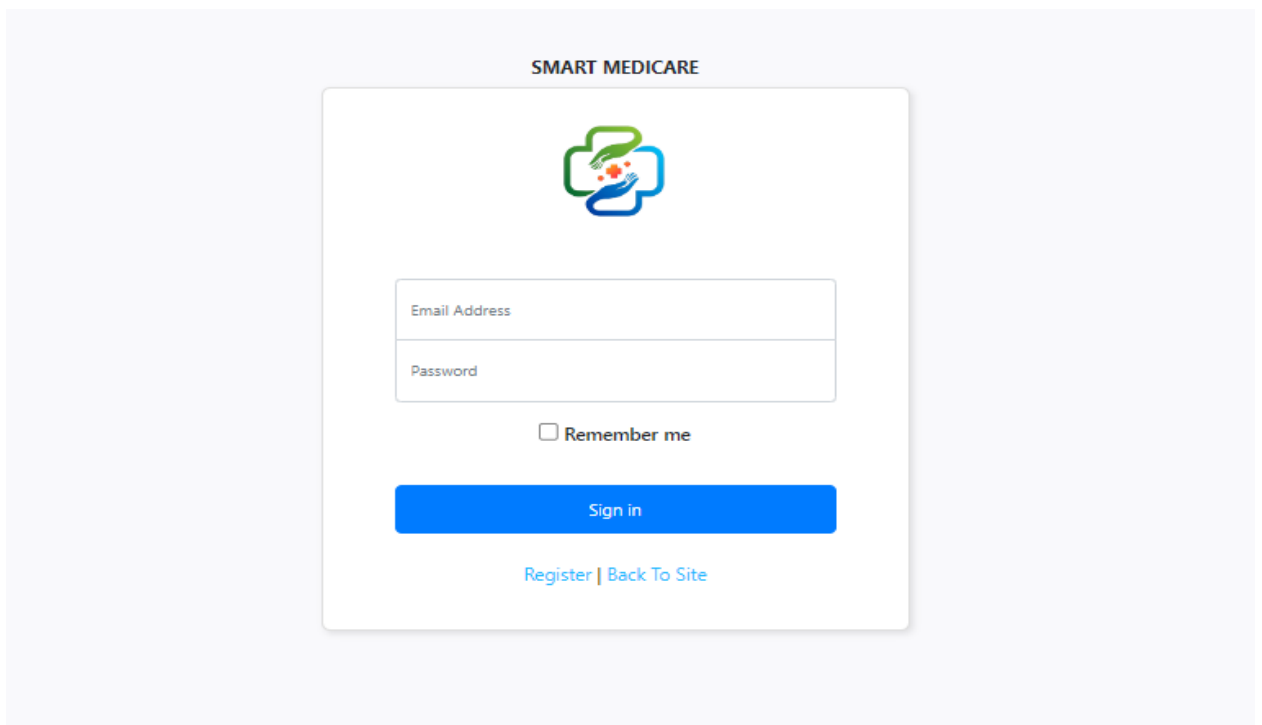 SMART MEDICARE
Email Address
Password
Remember me
Sign in
Register | Back To Site